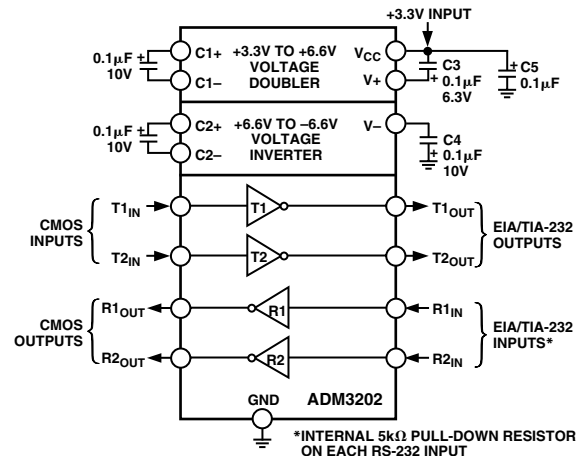 +3.3V INPUT
0.1µF
10V
+
C1+
C1–
+3.3V TO +6.6V
VOLTAGE
DOUBLER
VCC
V+
C3
+ 0.1µF
6.3V
+ C5
0.1µF
0.1µF
10V
+
C2+
C2–
+6.6V TO –6.6V
VOLTAGE
INVERTER
V–
C4
+ 0.1µF
10V
CMOS
INPUTS
T1IN
T2IN
T1
T2
T1OUT
T2OUT
EIA/TIA-232
OUTPUTS
CMOS
OUTPUTS
R1OUT
R2OUT
R1
R2
R1IN
R2IN
EIA/TIA-232
INPUTS*
GND
ADM3202
*INTERNAL 5kΩ PULL-DOWN RESISTOR
ON EACH RS-232 INPUT